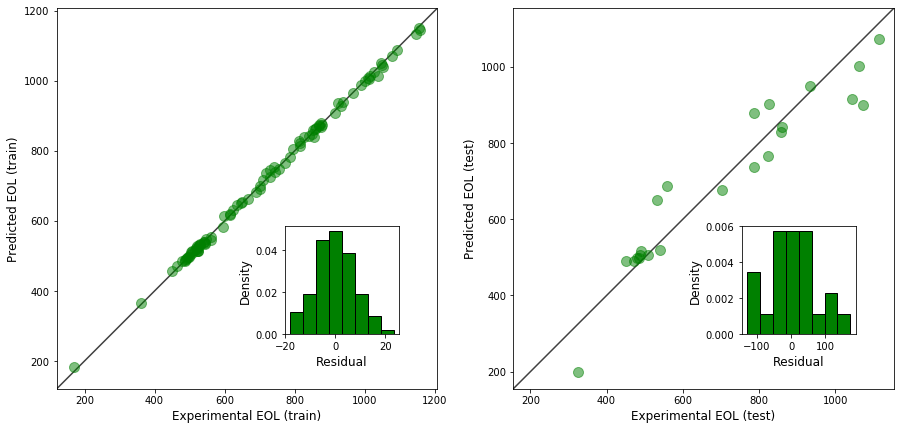 1200
1000
800
600
400
200
Predicted EOL (train)
200 400 600 800 1000 1200
Experimental EOL (train)
0.04
0.02
0.00
Density
−20 0 20
Residual
1000
800
600
400
200
Predicted EOL (test)
200 400 600 800 1000
Experimental EOL (test)
0.006
0.004
0.002
0.000
Density
−100 0 100
Residual